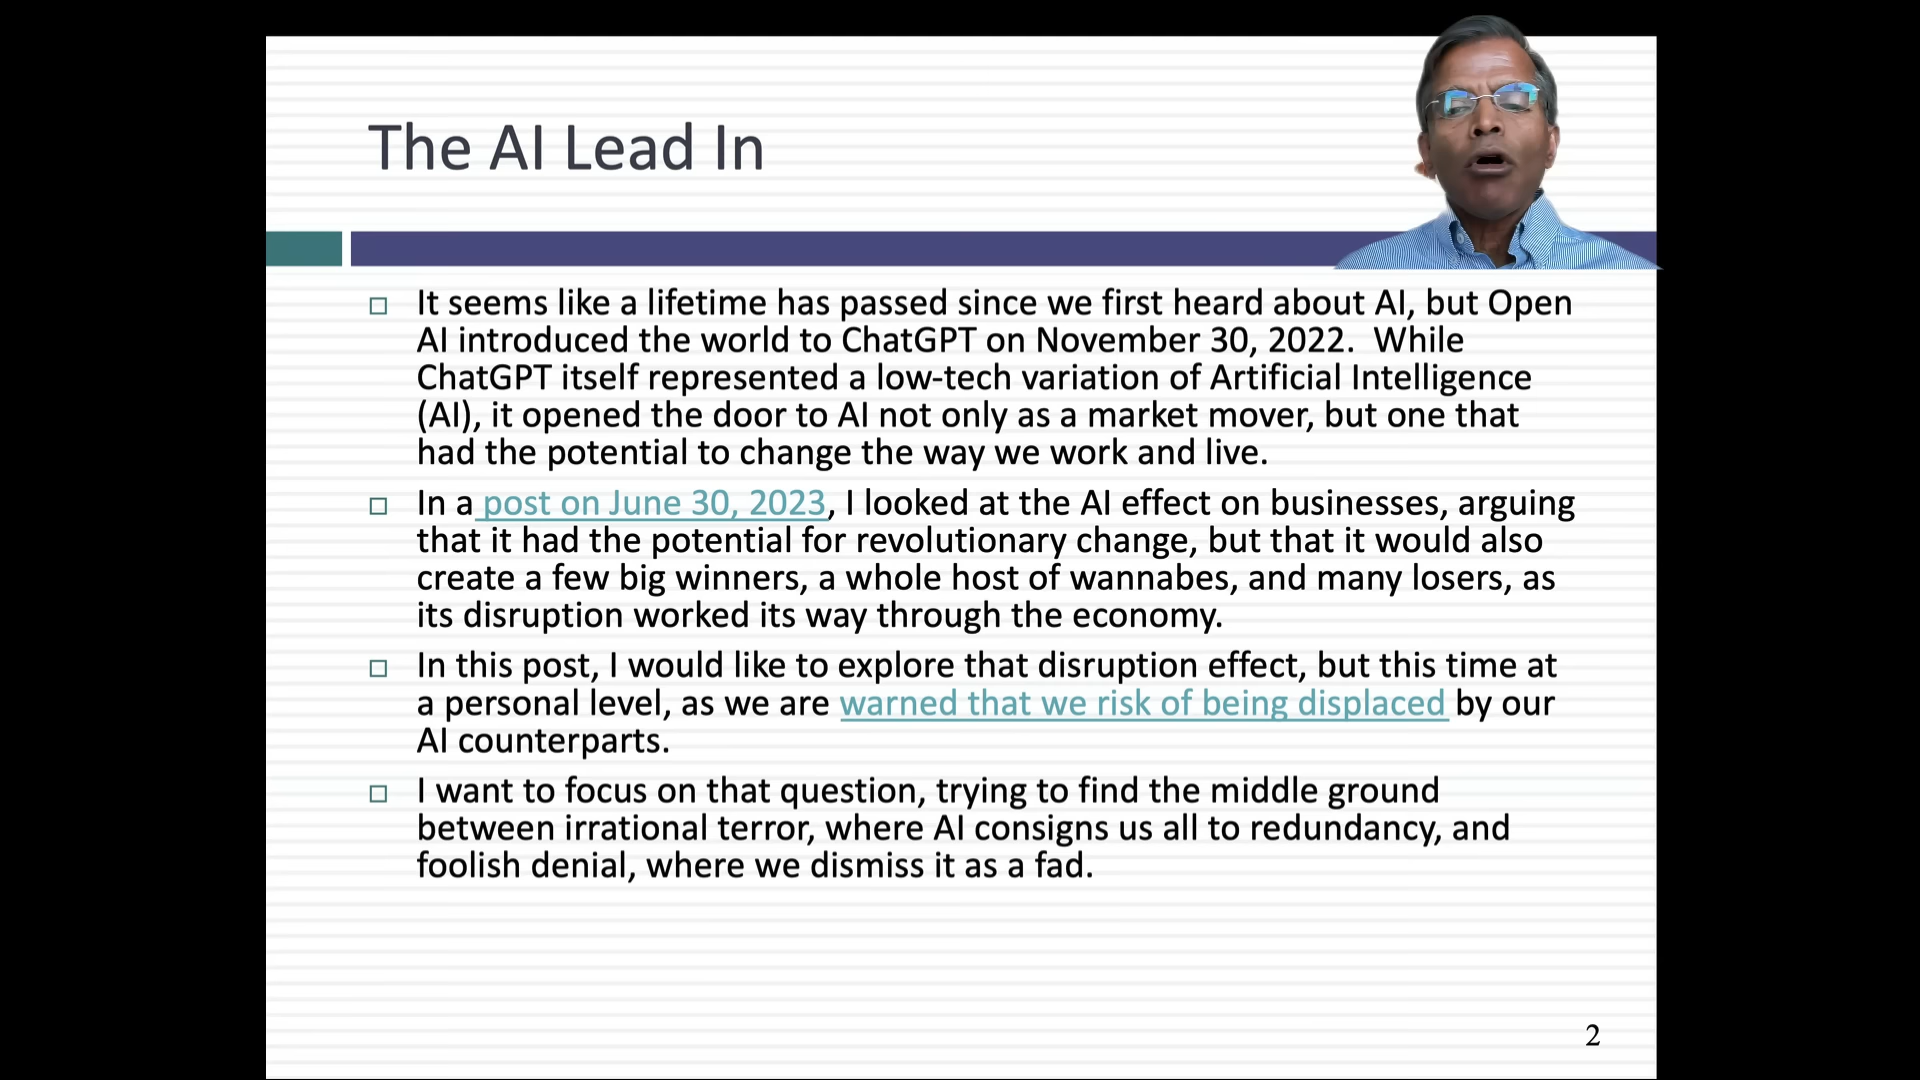 The AI Lead In
It seems like a lifetime has passed since we first heard about AI, but Open
AI introduced the world to ChatGPT on November 30, 2022.  While
ChatGPT itself represented a low-tech variation of Artificial Intelligence
(AI), it opened the door to AI not only as a market mover, but one that
had the potential to change the way we work and live.
In a post on June 30, 2023, I looked at the AI effect on businesses, arguing
that it had the potential for revolutionary change, but that it would also
create a few big winners, a whole host of wannabes, and many losers, as
its disruption worked its way through the economy.
In this post, I would like to explore that disruption effect, but this time at
a personal level, as we are warned that we risk of being displaced by our
AI counterparts.
I want to focus on that question, trying to find the middle ground
between irrational terror, where AI consigns us all to redundancy, and
foolish denial, where we dismiss it as a fad.
2